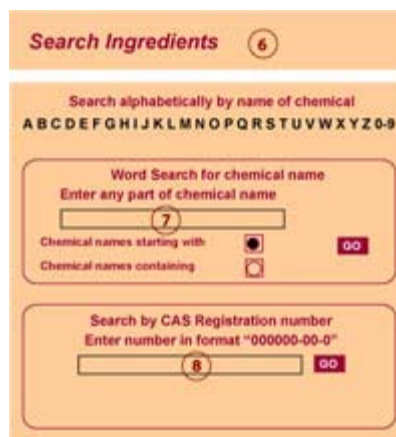 Search Ingredients 6
Search alphabetically by name of chemical
A B C D E F G H I J K L M N O P Q R S T U V W X Y Z 0-9
Word Search for chemical name
Enter any part of chemical name
7
Chemical names starting with
GO
Chemical names containing
Search by CAS Registration number
Enter number in format "000000-00-0"
8 GO